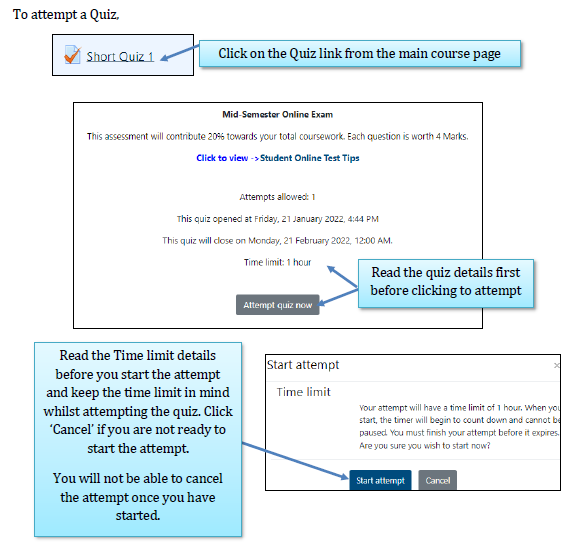 To attempt a Quiz,
Short Quiz 1
Click on the Quiz link from the main course page
Mid-Semester Online Exam
This assessment will contribute 20% towards your total coursework. Each question is worth 4 Marks.
Click to view ->Student Online Test Tips
Attempts allowed: 1
This quiz opened at Friday, 21 January 2022, 4:44 PM
This quiz will close on Monday, 21 February 2022, 12:00 AM.
Time limit: 1 hour
Read the quiz details first
before clicking to attempt
Attempt quiz now
Read the Time limit details
before you start the attempt
and keep the time limit in mind
whilst attempting the quiz. Click
‘Cancel’ if you are not ready to
start the attempt.
You will not be able to cancel
the attempt once you have
started.
Start attempt
Time limit
Your attempt will have a time limit of 1 hour. When you
start, the timer will begin to count down and cannot be
paused. You must finish your attempt before it expires.
Are you sure you wish to start now?
Start attempt
Cancel